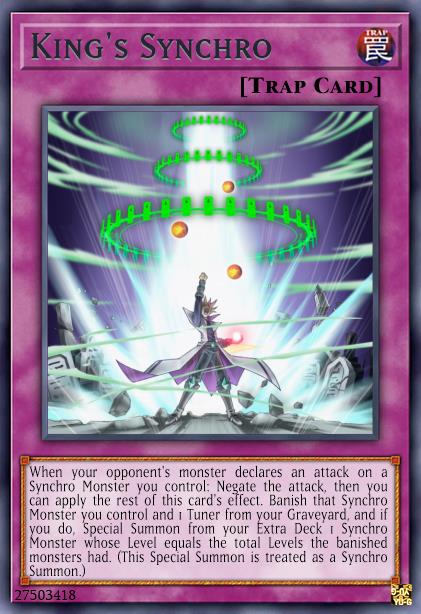 King's Synchro
TRAP
罠
[Trap Card]
When your opponent's monster declares an attack on a
Synchro Monster you control: Negate the attack, then you
can apply the rest of this card's effect. Banish that Synchro
Monster you control and 1 Tuner from your Graveyard, and if
you do, Special Summon from your Extra Deck 1 Synchro
Monster whose Level equals the total Levels the banished
monsters had. (This Special Summon is treated as a Synchro
Summon.)
27503418